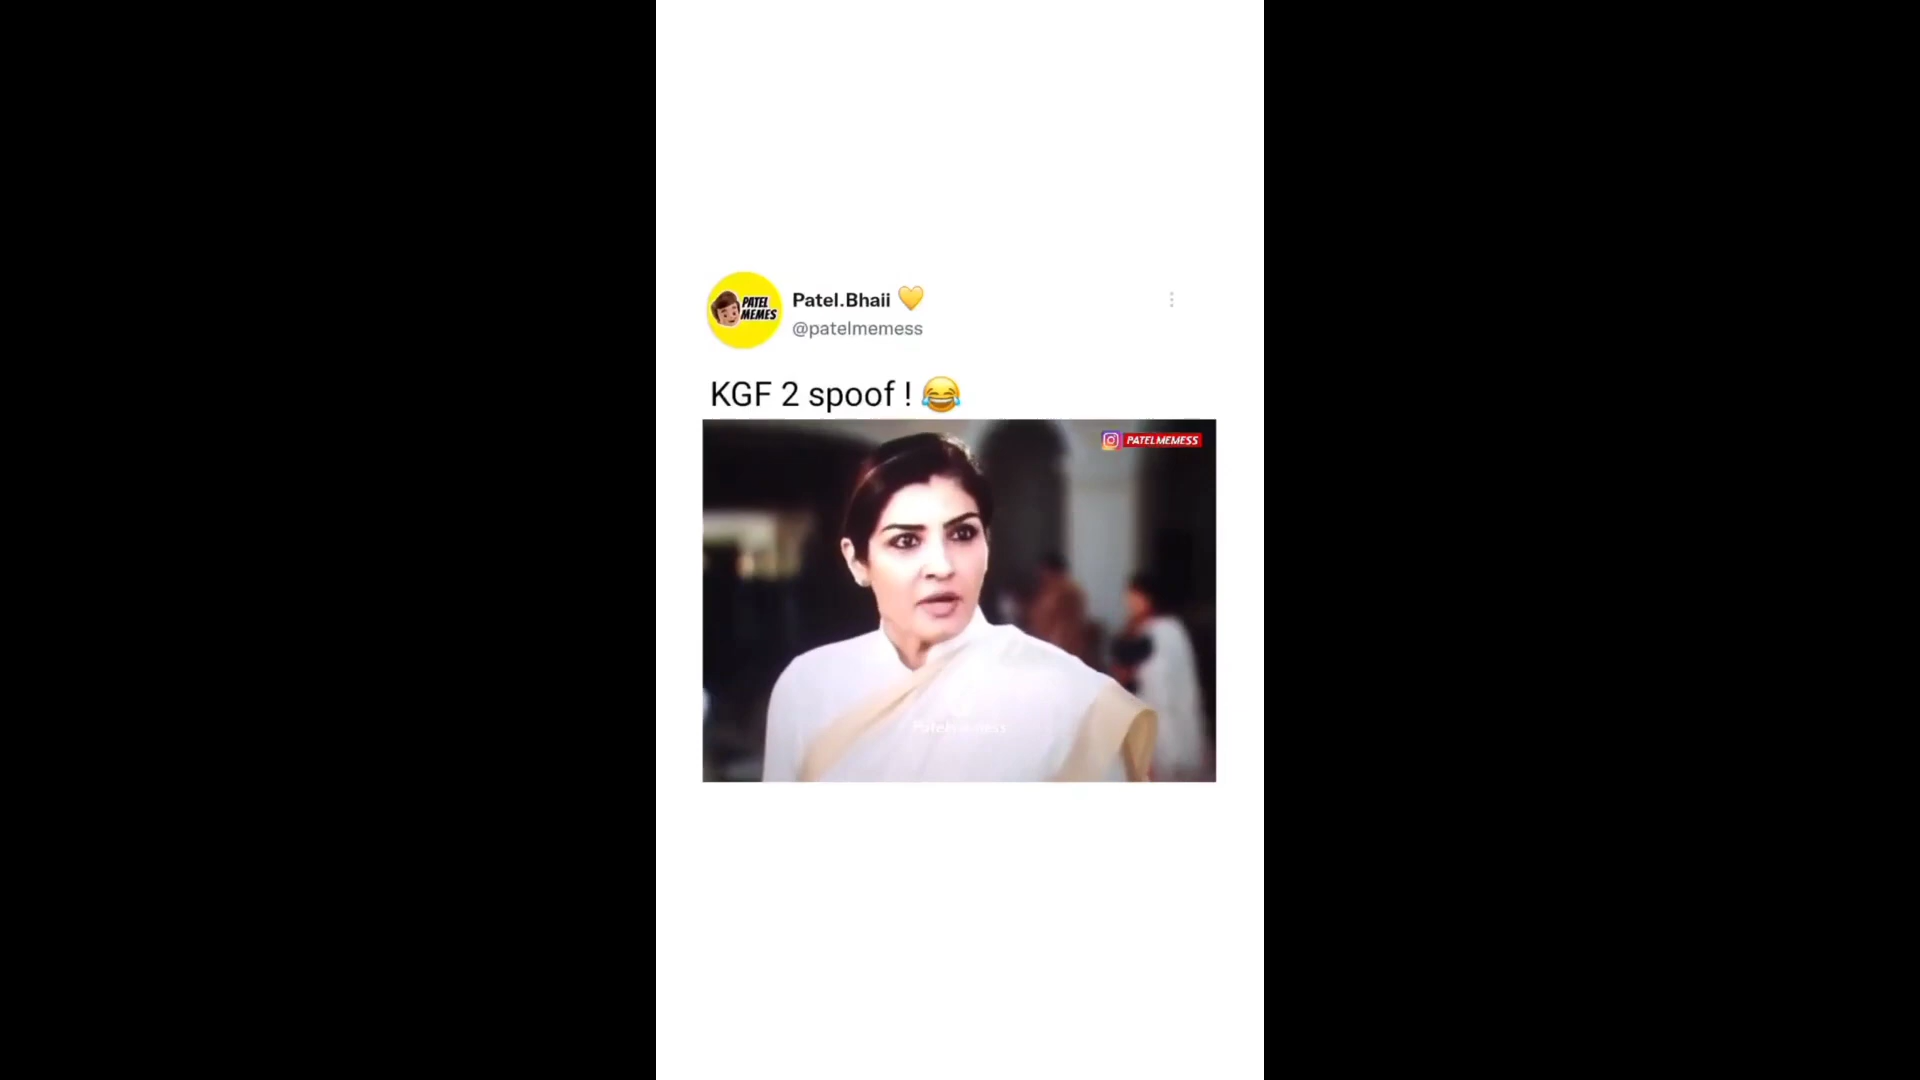 PATEL
MEMES
Patel.Bhaii 💛
@patelmemess
KGF 2 spoof ! 😂
PATELMEMESS